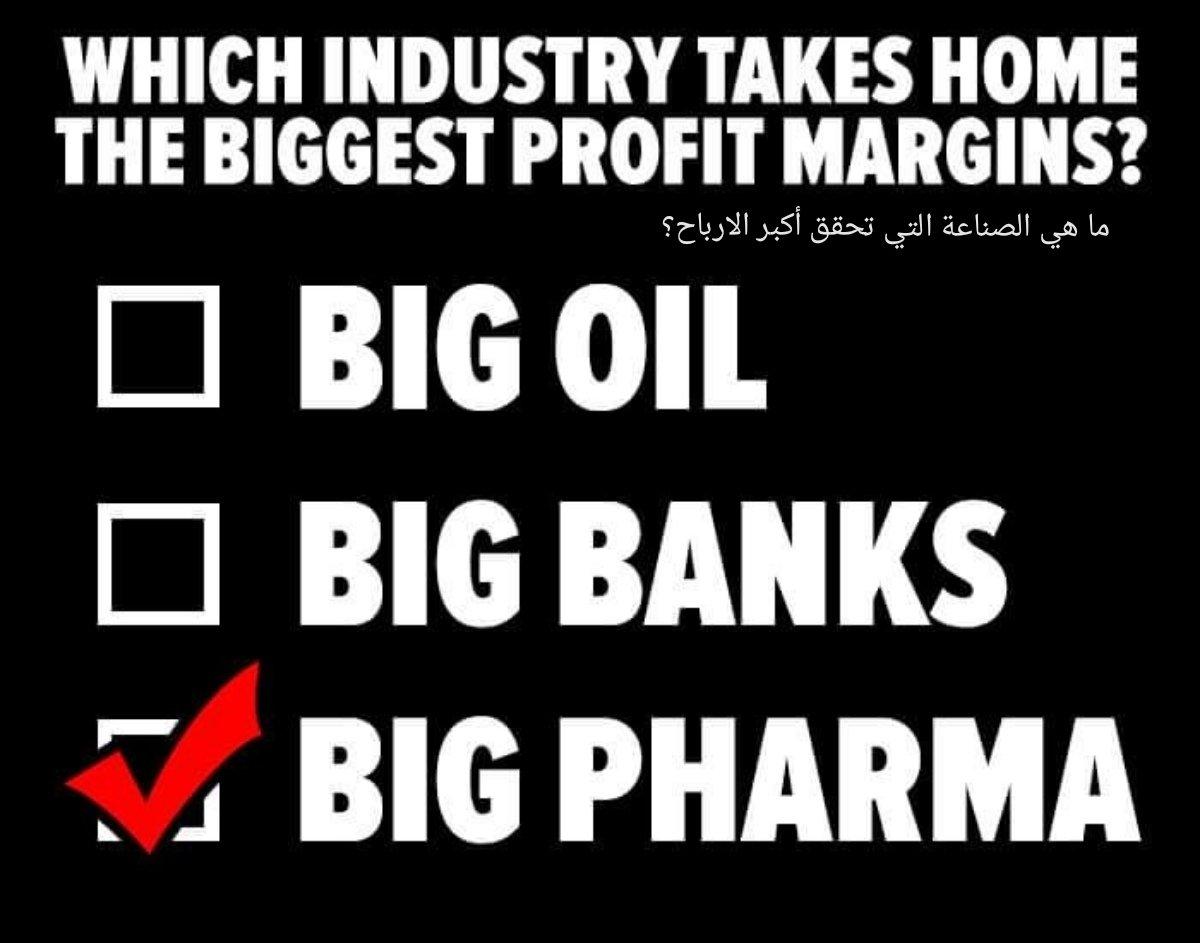 WHICH INDUSTRY TAKES HOME
THE BIGGEST PROFIT MARGINS?
ما هي الصناعة التي تحقق أكبر الارباح؟
BIG OIL
BIG BANKS
BIG PHARMA